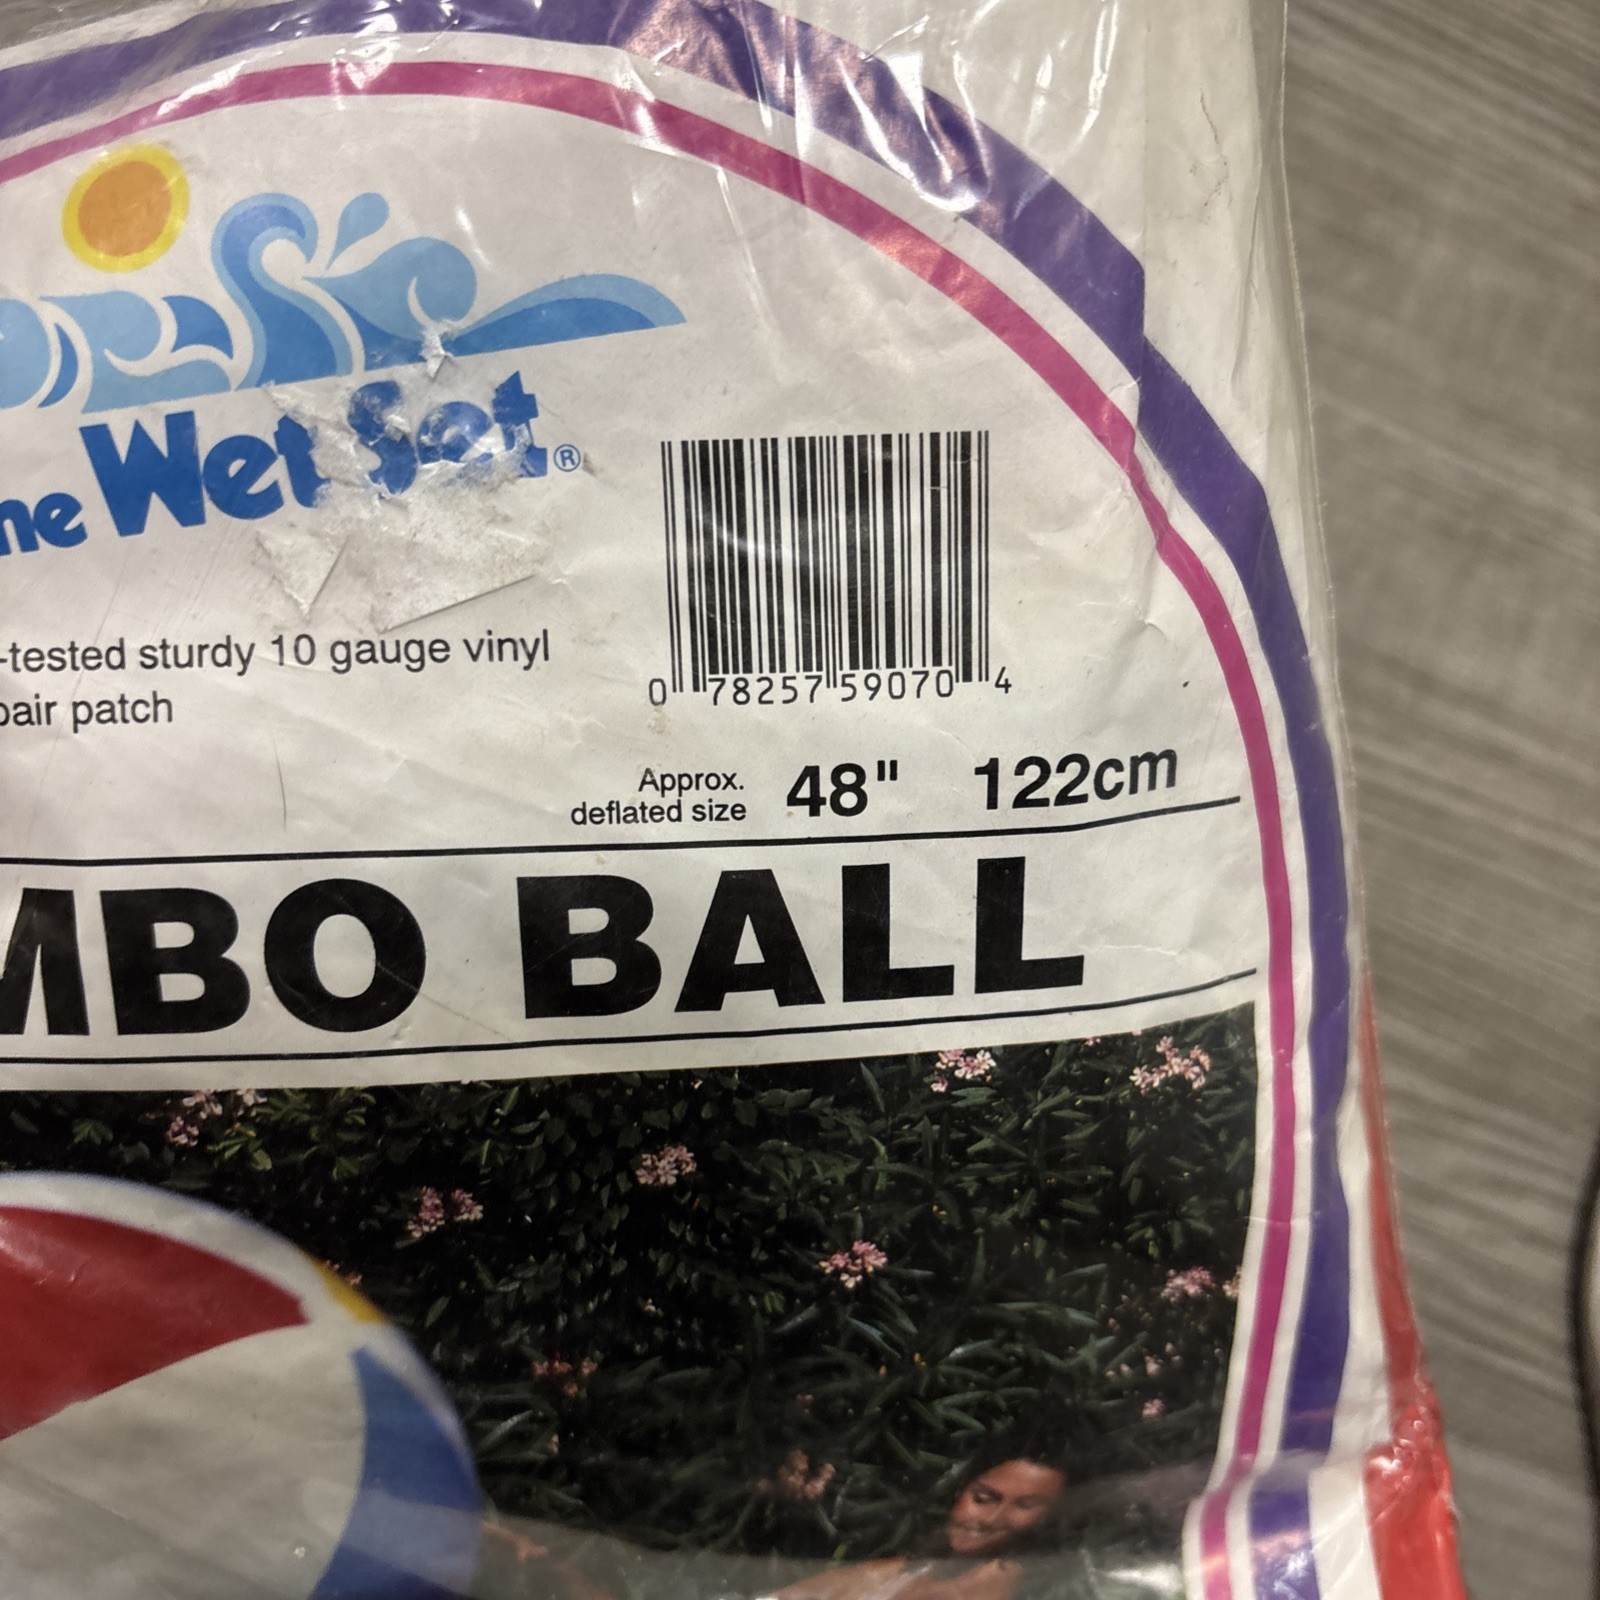 ne Wet Set®
-tested sturdy 10 gauge vinyl
pair patch
0 78257 59070 4
Approx.
deflated size 48" 122cm
MBO BALL